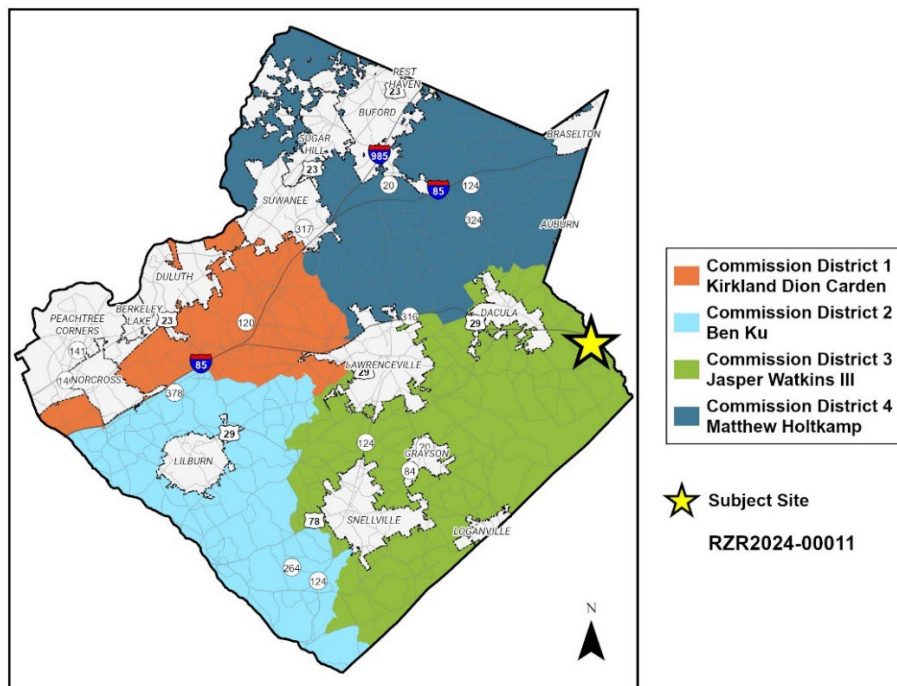 REST
HAVEN
23
BUFORD
BRASELTON
SUGAR
HILL
23
985
20
85
124
SUWANEE
324
AUBURN
317
DULUTH
BERKELEY
LAKE
23
PEACHTREE
CORNERS
141
120
316
DACULA
29
NORCROSS
85
LAWRENCEVILLE
29
378
29
LILBURN
124
20
GRAYSON
84
78
SNELLVILLE
LOGANVILLE
264
124
N
Commission District 1
Kirkland Dion Carden
Commission District 2
Ben Ku
Commission District 3
Jasper Watkins III
Commission District 4
Matthew Holtkamp
Subject Site
RZR2024-00011